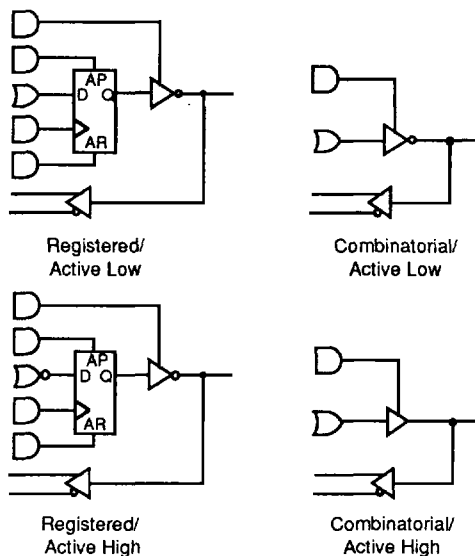 AP
D Q
AR
Registered/
Active Low
Combinatorial/
Active Low
AP
D Q
AR
Registered/
Active High
Combinatorial/
Active High